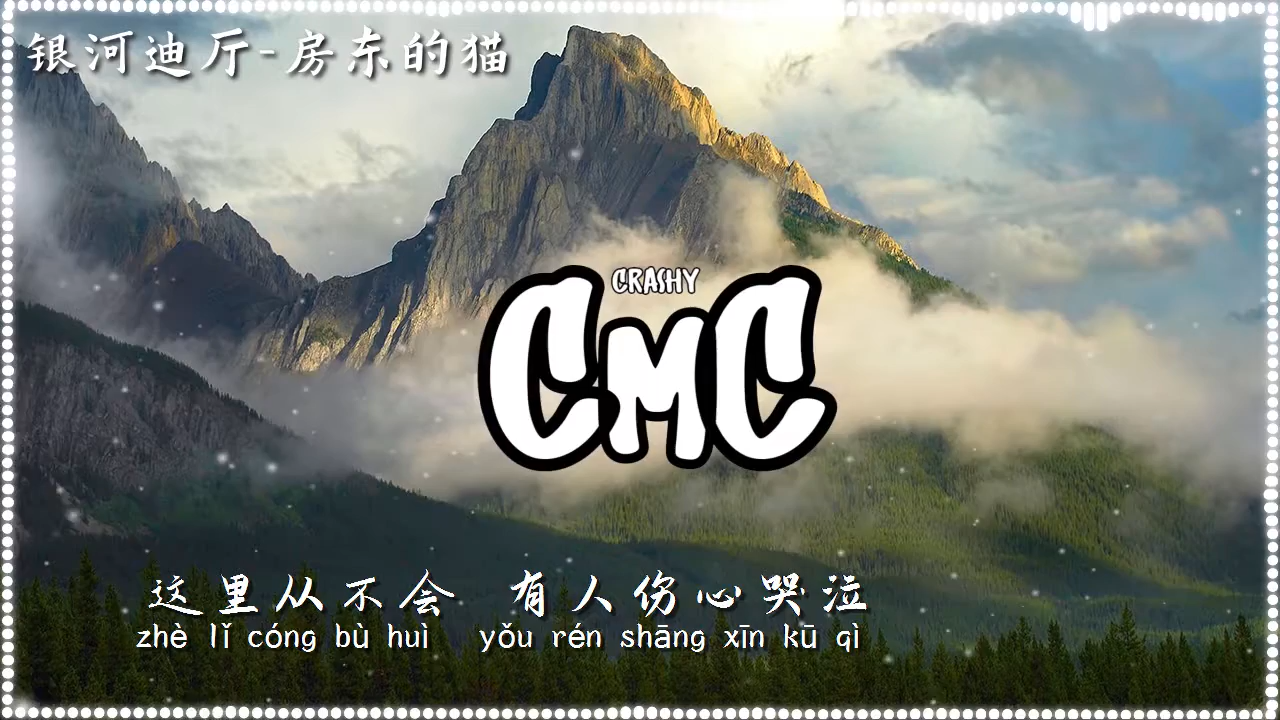 银河迪厅-房东的猫
CRASHY
CMC
这里从不会 有人伤心哭泣
zhè lǐ cóng bù huì yǒu rén shāng xīn kū qì